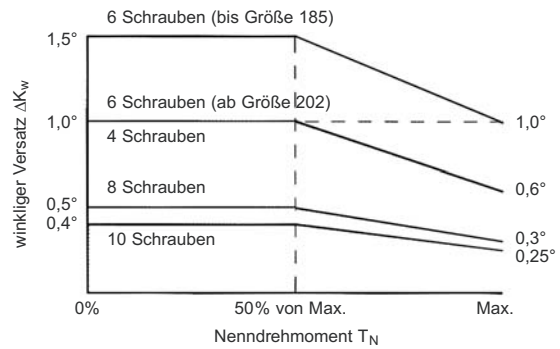 6 Schrauben (bis Größe 185)
1,5°
6 Schrauben (ab Größe 202)
1,0°
1,0°
4 Schrauben
winkliger Versatz ΔKw
0,6°
8 Schrauben
0,5°
0,4°
0,3°
10 Schrauben
0,25°
0%
50% von Max.
Max.
Nenndrehmoment TN